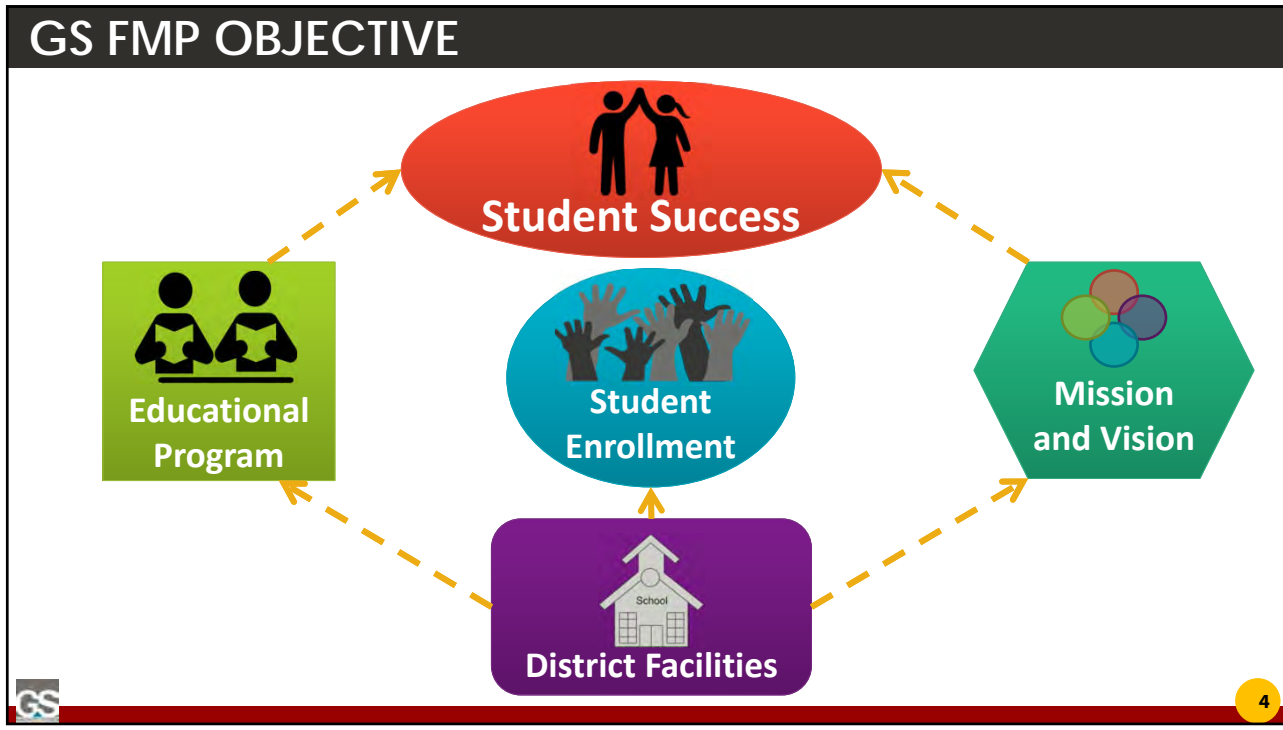 GS FMP OBJECTIVE
Student Success
Educational
Program
Student
Enrollment
Mission
and Vision
School
District Facilities
GS
4